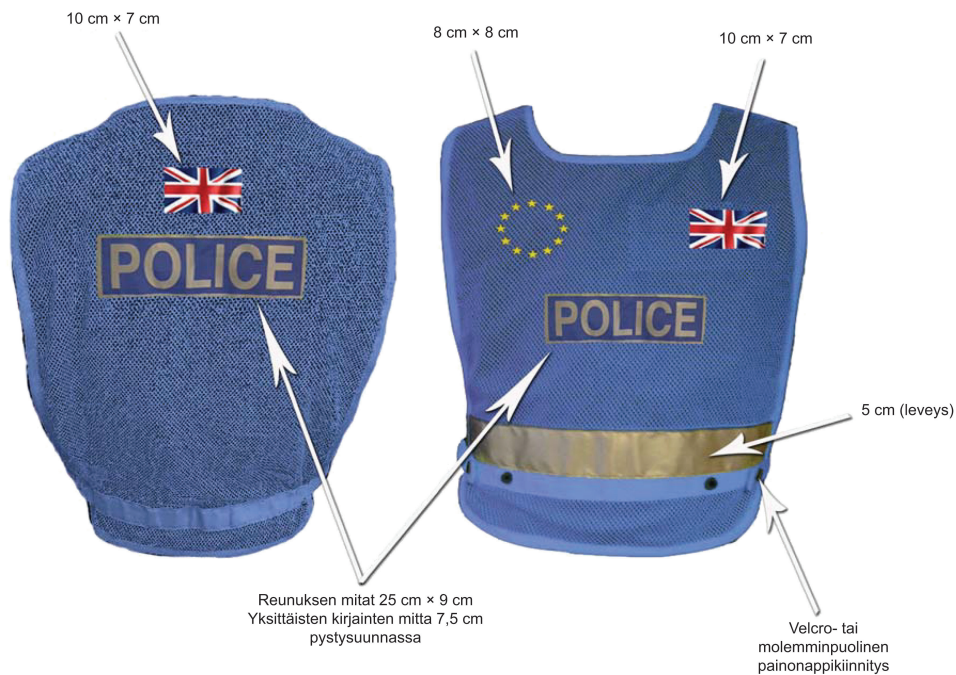 10 cm × 7 cm
8 cm × 8 cm
10 cm × 7 cm
POLICE
POLICE
5 cm (leveys)
Reunuksen mitat 25 cm × 9 cm
Yksittäisten kirjainten mitta 7,5 cm
pystysuunnassa
Velcro- tai
molemminpuolinen
painonappikiinnitys